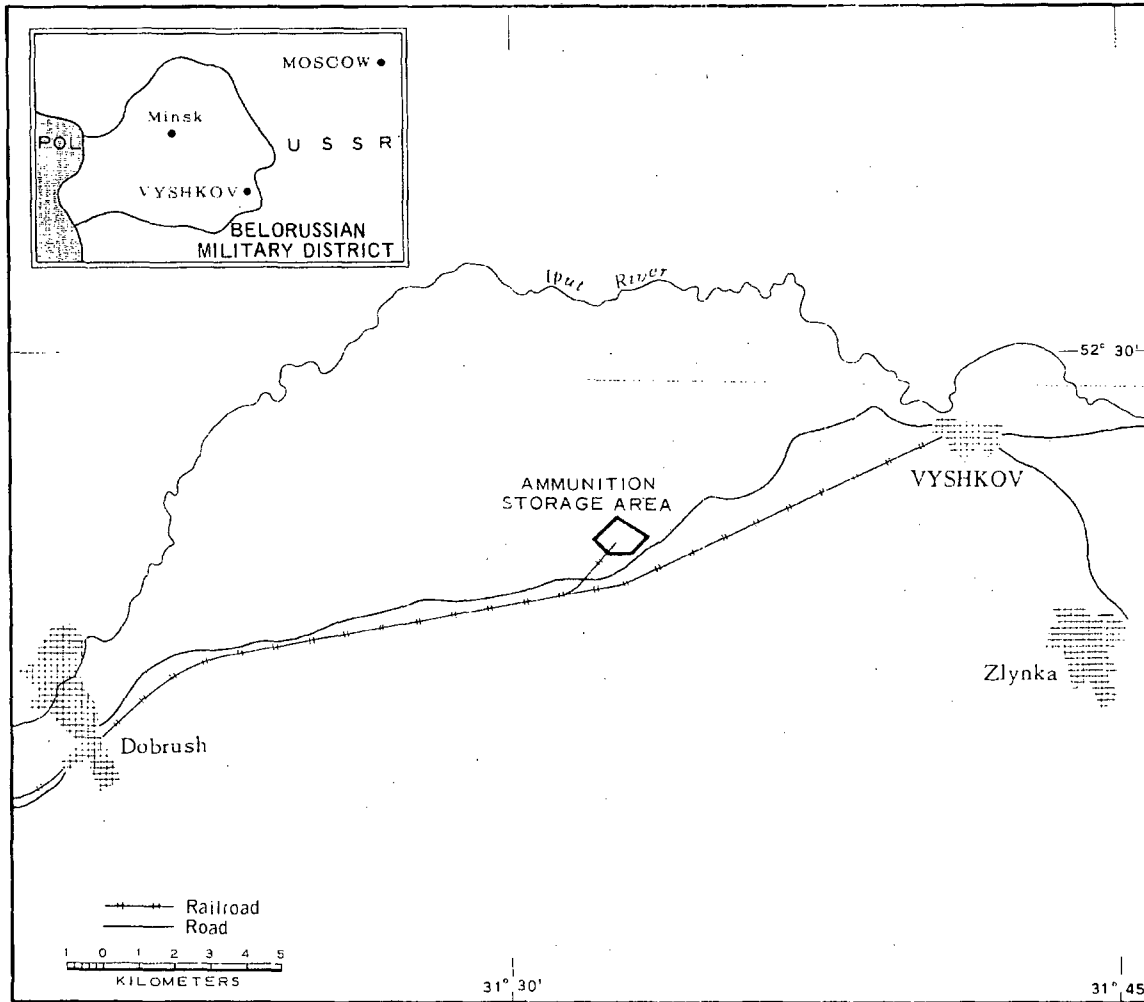 MOSCOW
Minsk
POL
USSR
VYSHKOV
BELORUSSIAN
MILITARY DISTRICT
Iput River
52° 30'
VYSHKOV
AMMUNITION
STORAGE AREA
Zlynka
Dobrush
Railroad
Road
1 0 1 2 3 4 5
KILOMETERS
31° 30'
31° 45'